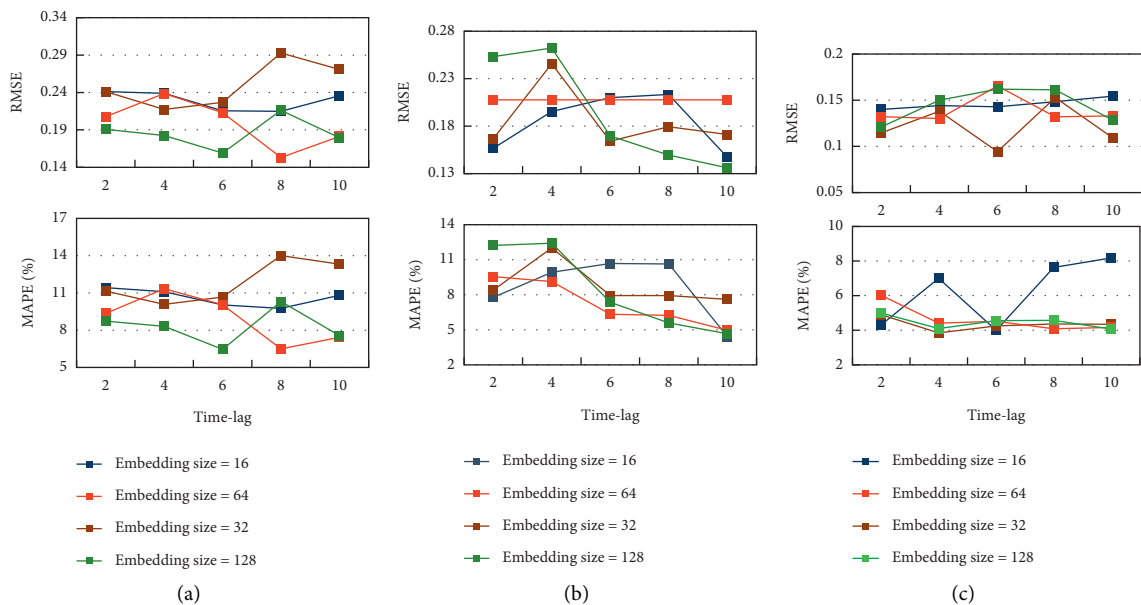 0.34
0.29
0.24
0.19
0.14
RMSE
2 4 6 8 10
17
14
11
8
5
MAPE (%)
2 4 6 8 10
Time-lag
Embedding size = 16
Embedding size = 64
Embedding size = 32
Embedding size = 128
(a)
0.28
0.23
0.18
0.13
RMSE
2 4 6 8 10
14
11
8
5
2
MAPE (%)
2 4 6 8 10
Time-lag
Embedding size = 16
Embedding size = 64
Embedding size = 32
Embedding size = 128
(b)
0.2
0.15
0.1
0.05
RMSE
2 4 6 8 10
10
8
6
4
2
MAPE (%)
2 4 6 8 10
Time-lag
Embedding size = 16
Embedding size = 64
Embedding size = 32
Embedding size = 128
(c)